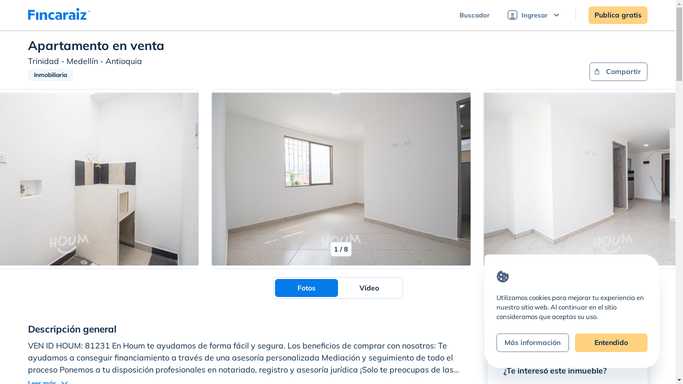 Fincaraiz
Buscador
Ingresar
Publica gratis
Apartamento en venta
Trinidad - Medellín - Antioquia
Inmobiliaria
Compartir
HOUM
HOUM
HOUM
1 / 8
Fotos
Video
Descripción general
VEN ID HOUM: 81231 En Houm te ayudamos de forma fácil y segura. Los beneficios de comprar con nosotros: Te
ayudamos a conseguir financiamiento a través de una asesoría personalizada Mediación y seguimiento de todo el
proceso Ponemos a tu disposición profesionales en notariado, registro y asesoría jurídica ¡Solo te preocupas de las...
Leer más
Utilizamos cookies para mejorar tu experiencia en
nuestro sitio web. Al continuar en el sitio
consideramos que aceptas su uso.
Más información
Entendido
¿Te interesó este inmueble?